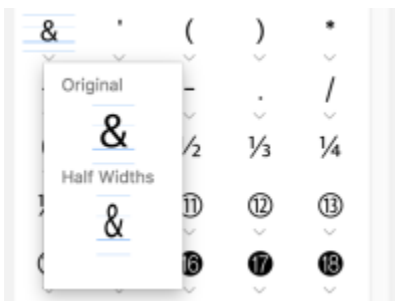 & ' ( ) *
Original
- . /
&
½ ⅓ ¼
Half Widths
⑪ ⑫ ⑬
&
⓰ ⓱ ⓲